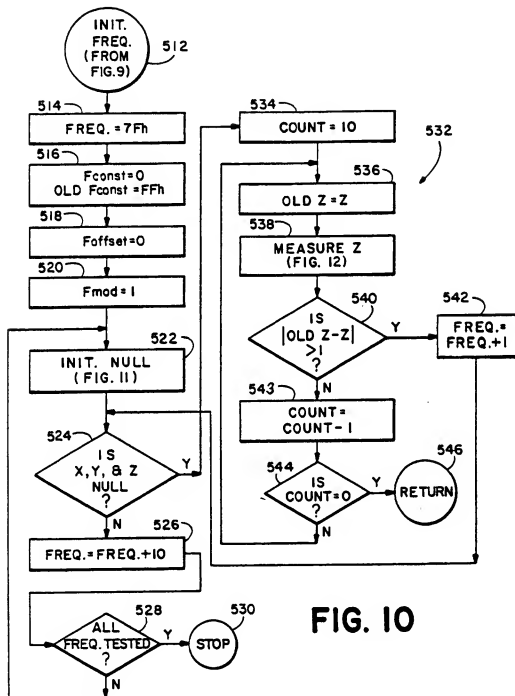 INIT.
FREQ.
(FROM
FIG.9)
512
514
FREQ. = 7Fh
516
Fconst=0
OLD Fconst =FFh
518
Foffset=0
520
Fmod = 1
522
INIT. NULL
(FIG. 11)
524
IS
X,Y, & Z
NULL
?
Y
N
526
FREQ.= FREQ.+10
528
ALL
FREQ. TESTED
?
Y
N
530
STOP
532
534
COUNT = 10
536
OLD Z = Z
538
MEASURE Z
(FIG. 12)
540
IS
|OLD Z-Z|
>1
?
Y
N
542
FREQ.=
FREQ.+1
543
COUNT =
COUNT-1
544
IS
COUNT=0
?
Y
N
546
RETURN
FIG. 10